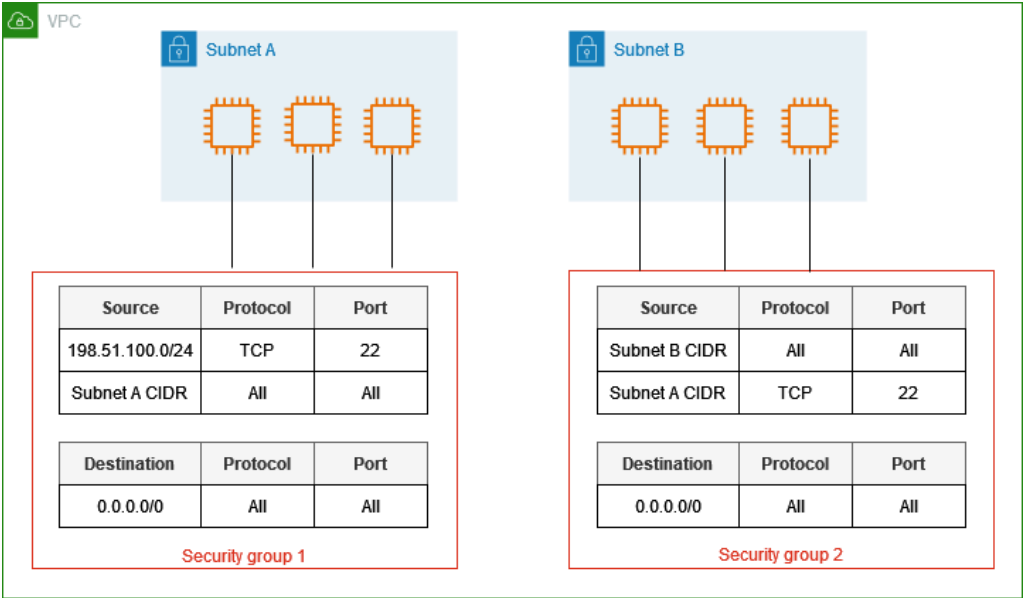 VPC
Subnet A
Subnet B
Source Protocol Port
198.51.100.0/24 TCP 22
Subnet A CIDR All All
Destination Protocol Port
0.0.0.0/0 All All
Security group 1
Source Protocol Port
Subnet B CIDR All All
Subnet A CIDR TCP 22
Destination Protocol Port
0.0.0.0/0 All All
Security group 2